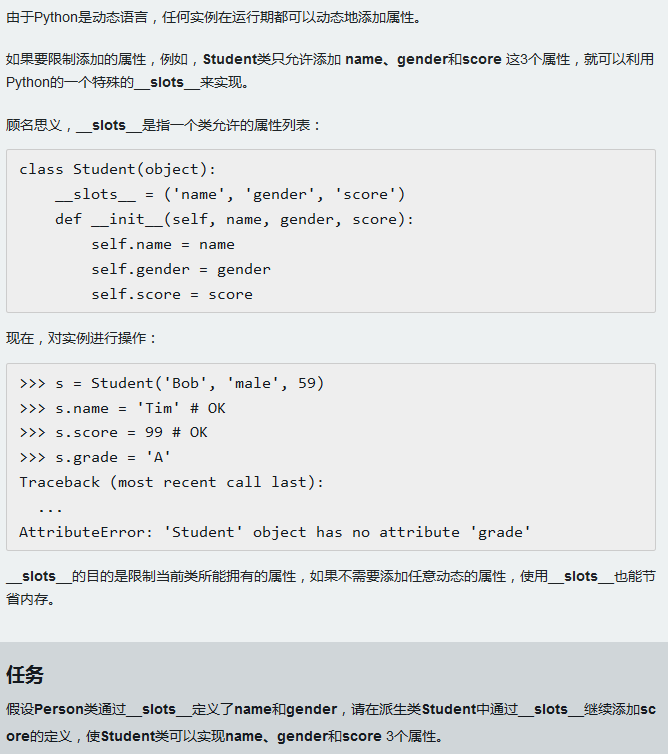 由于Python是动态语言，任何实例在运行期都可以动态地添加属性。
如果要限制添加的属性，例如，Student类只允许添加 name、gender和score 这3个属性，就可以利用
Python的一个特殊的__slots__来实现。
顾名思义，__slots__是指一个类允许的属性列表：
class Student(object):
    __slots__ = ('name', 'gender', 'score')
    def __init__(self, name, gender, score):
        self.name = name
        self.gender = gender
        self.score = score
现在，对实例进行操作：
>>> s = Student('Bob', 'male', 59)
>>> s.name = 'Tim' # OK
>>> s.score = 99 # OK
>>> s.grade = 'A'
Traceback (most recent call last):
  ...
AttributeError: 'Student' object has no attribute 'grade'
__slots__的目的是限制当前类所能拥有的属性，如果不需要添加任意动态的属性，使用__slots__也能节
省内存。
任务
假设Person类通过__slots__定义了name和gender，请在派生类Student中通过__slots__继续添加sc
ore的定义，使Student类可以实现name、gender和score 3个属性。